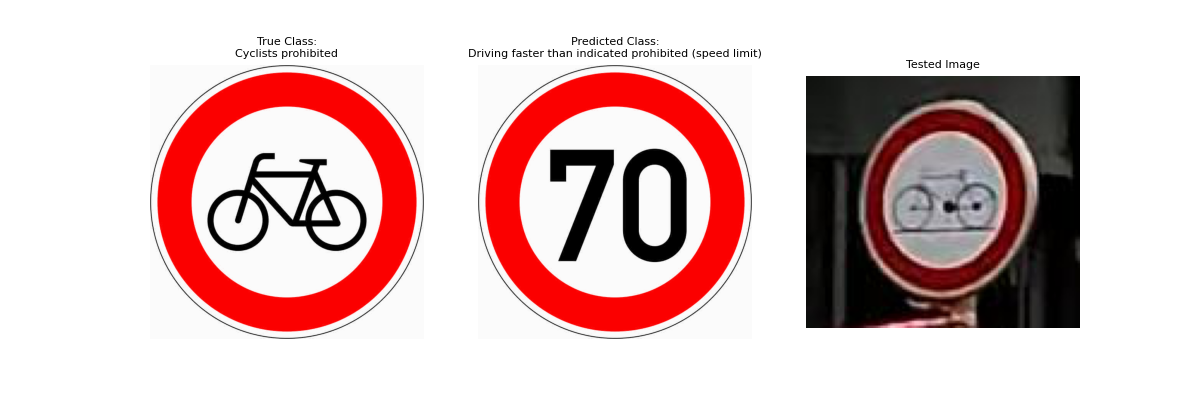 True Class:
Cyclists prohibited
Predicted Class:
Driving faster than indicated prohibited (speed limit)
70
Tested Image